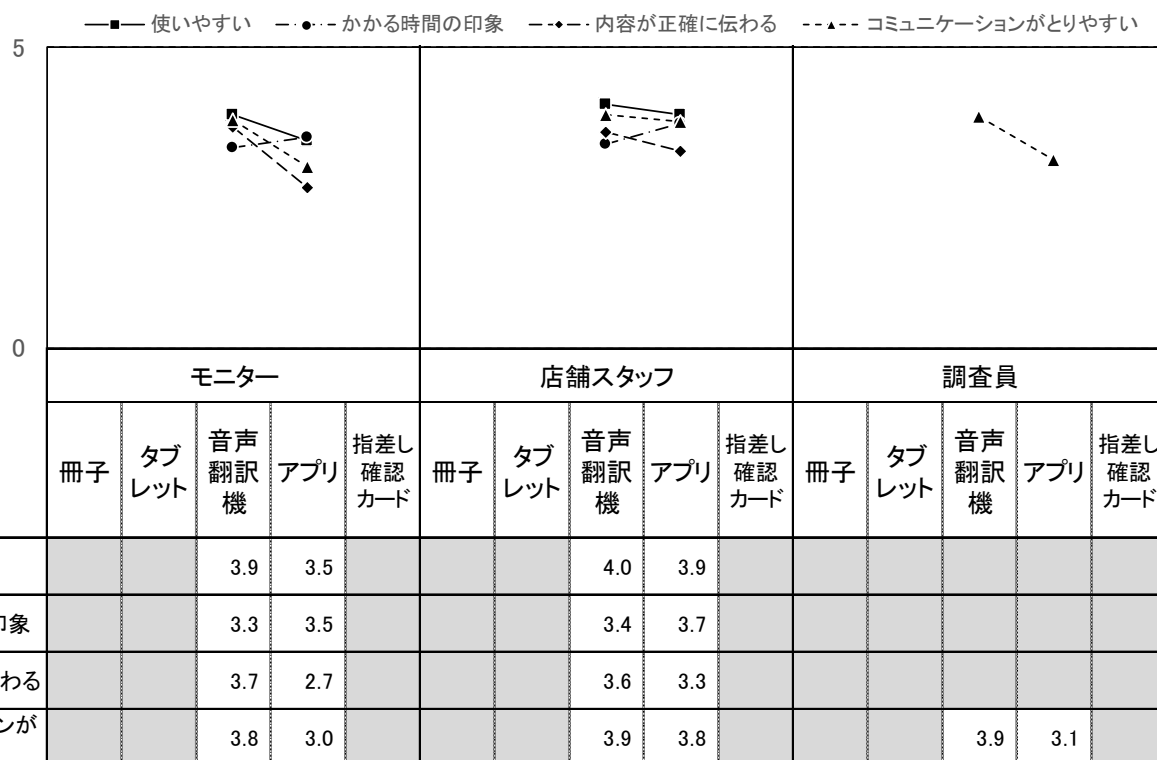 使いやすい かかる時間の印象 内容が正確に伝わる コミュニケーションがとりやすい
5
0
モニター 店舗スタッフ 調査員
冊子 タブレット 音声翻訳機 アプリ 指差し確認カード 冊子 タブレット 音声翻訳機 アプリ 指差し確認カード 冊子 タブレット 音声翻訳機 アプリ 指差し確認カード
3.9 3.5 4.0 3.9
印象 3.3 3.5 3.4 3.7
わる 3.7 2.7 3.6 3.3
ンが 3.8 3.0 3.9 3.8 3.9 3.1